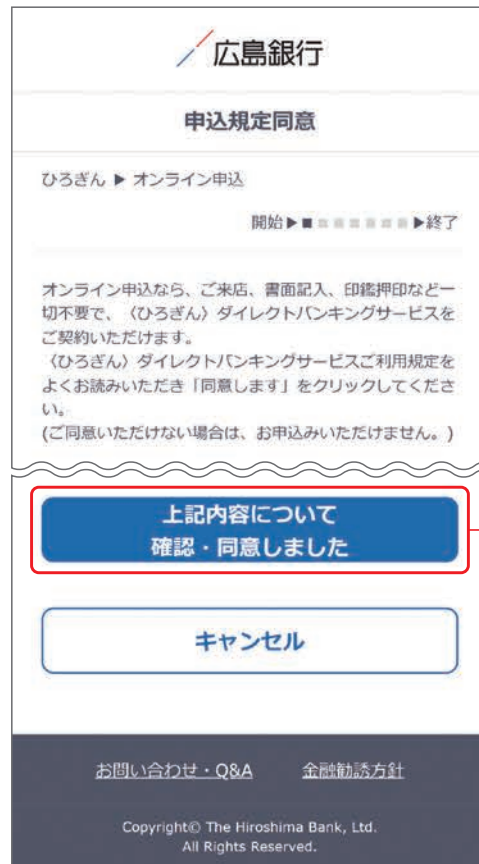 広島銀行
申込規定同意
ひろぎん ▶ オンライン申込
開始▶■■■■■■■■▶終了
オンライン申込なら、ご来店、書面記入、印鑑押印など一
切不要で、〈ひろぎん〉ダイレクトバンキングサービスを
ご契約いただけます。
〈ひろぎん〉ダイレクトバンキングサービスご利用規定を
よくお読みいただき「同意します」をクリックしてくださ
い。
(ご同意いただけない場合は、お申込みいただけません。)
上記内容について
確認・同意しました
キャンセル
お問い合わせ・Q&A 金融勧誘方針
Copyright© The Hiroshima Bank, Ltd.
All Rights Reserved.